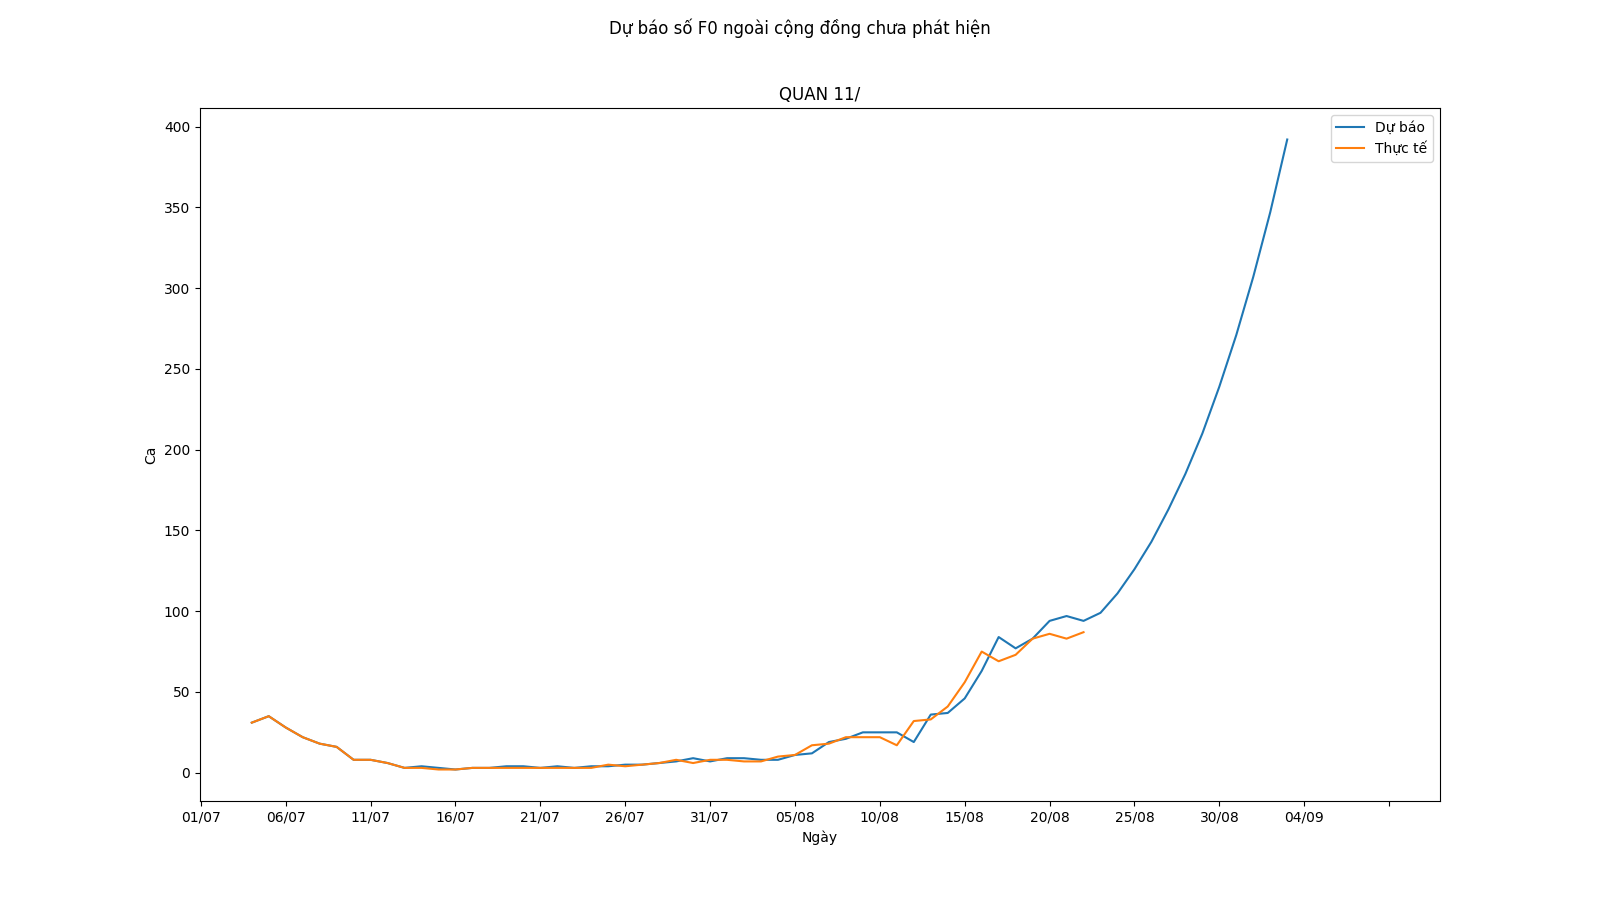 Dự báo số F0 ngoài cộng đồng chưa phát hiện
QUAN 11/
Dự báo
Thực tế
400
350
300
250
200
150
100
50
0
Ca
01/07 06/07 11/07 16/07 21/07 26/07 31/07 05/08 10/08 15/08 20/08 25/08 30/08 04/09
Ngày